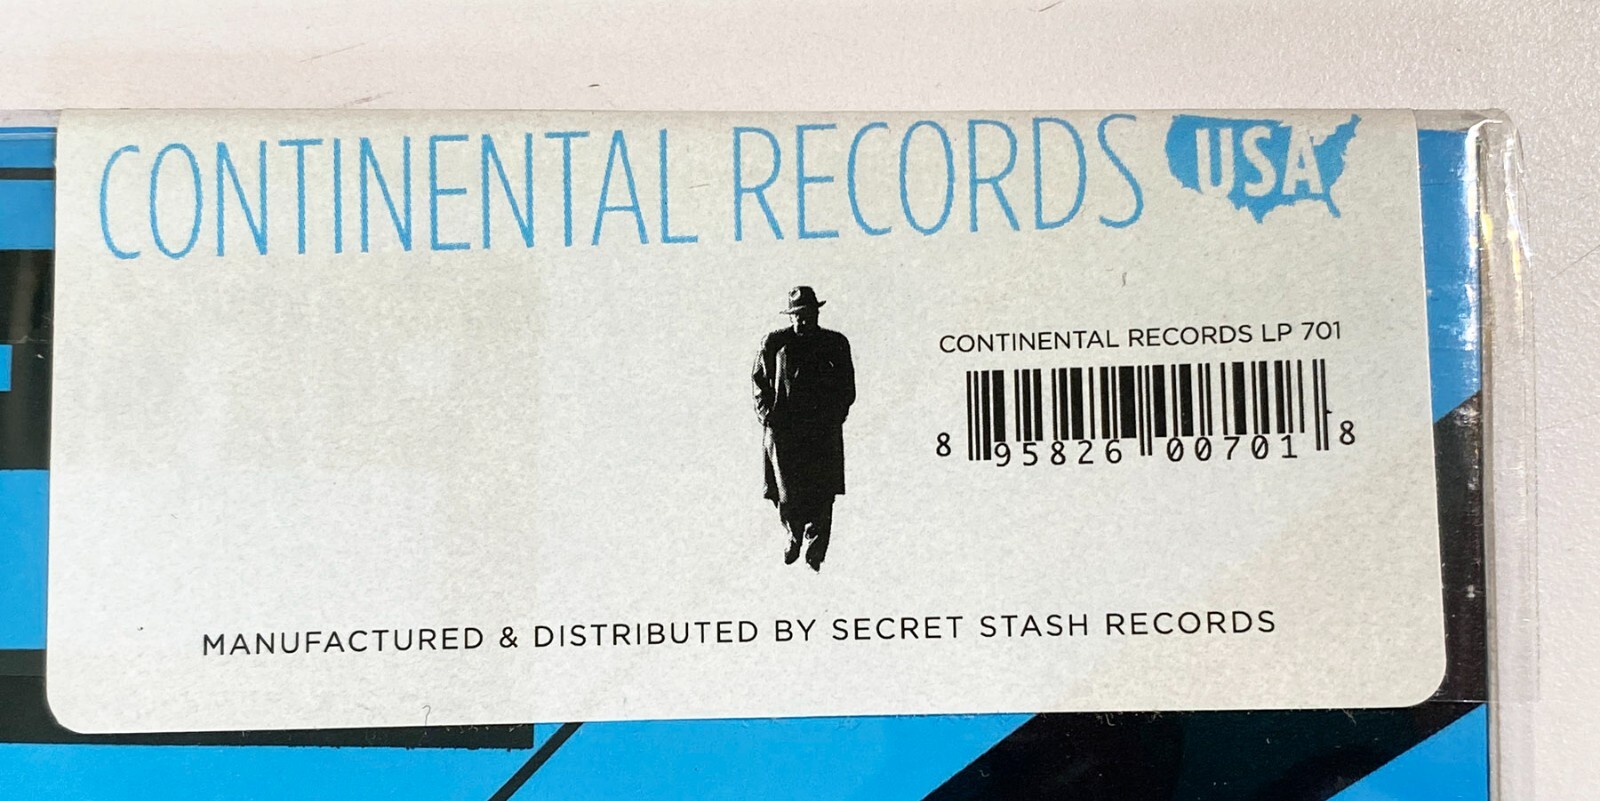 CONTINENTAL RECORDS USA
CONTINENTAL RECORDS LP 701
8 95826 00701 8
MANUFACTURED & DISTRIBUTED BY SECRET STASH RECORDS